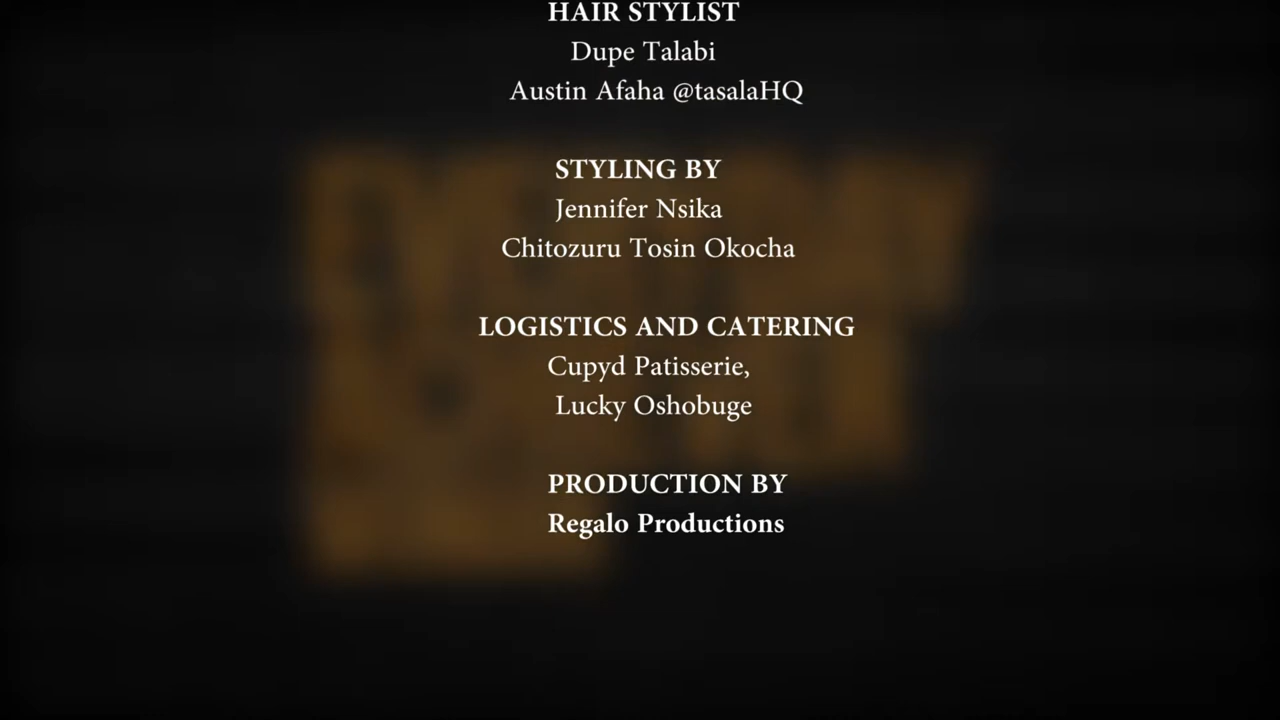 HAIR STYLIST
Dupe Talabi
Austin Afaha @tasalaHQ
STYLING BY
Jennifer Nsika
Chitozuru Tosin Okocha
LOGISTICS AND CATERING
Cupyd Patisserie,
Lucky Oshobuge
PRODUCTION BY
Regalo Productions